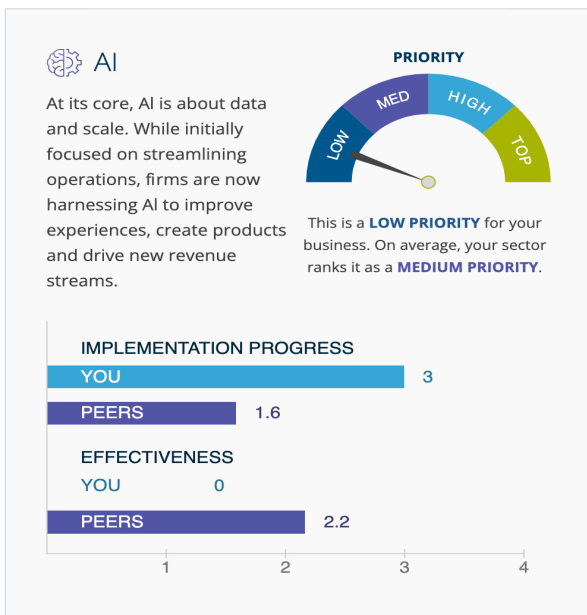 AI
At its core, AI is about data
and scale. While initially
focused on streamlining
operations, firms are now
harnessing AI to improve
experiences, create products
and drive new revenue
streams.
PRIORITY
LOW
MED
HIGH
TOP
This is a LOW PRIORITY for your
business. On average, your sector
ranks it as a MEDIUM PRIORITY.
IMPLEMENTATION PROGRESS
YOU 3
PEERS 1.6
EFFECTIVENESS
YOU 0
PEERS 2.2
1 2 3 4